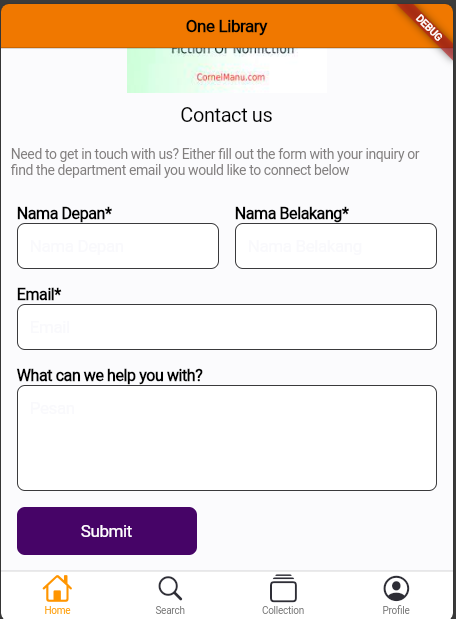 One Library
DEBUG
Fiction Or Nonfiction
CornelManu.com
Contact us
Need to get in touch with us? Either fill out the form with your inquiry or
find the department email you would like to connect below
Nama Depan* Nama Belakang*
Nama Depan Nama Belakang
Email*
Email
What can we help you with?
Pesan
Submit
Home Search Collection Profile